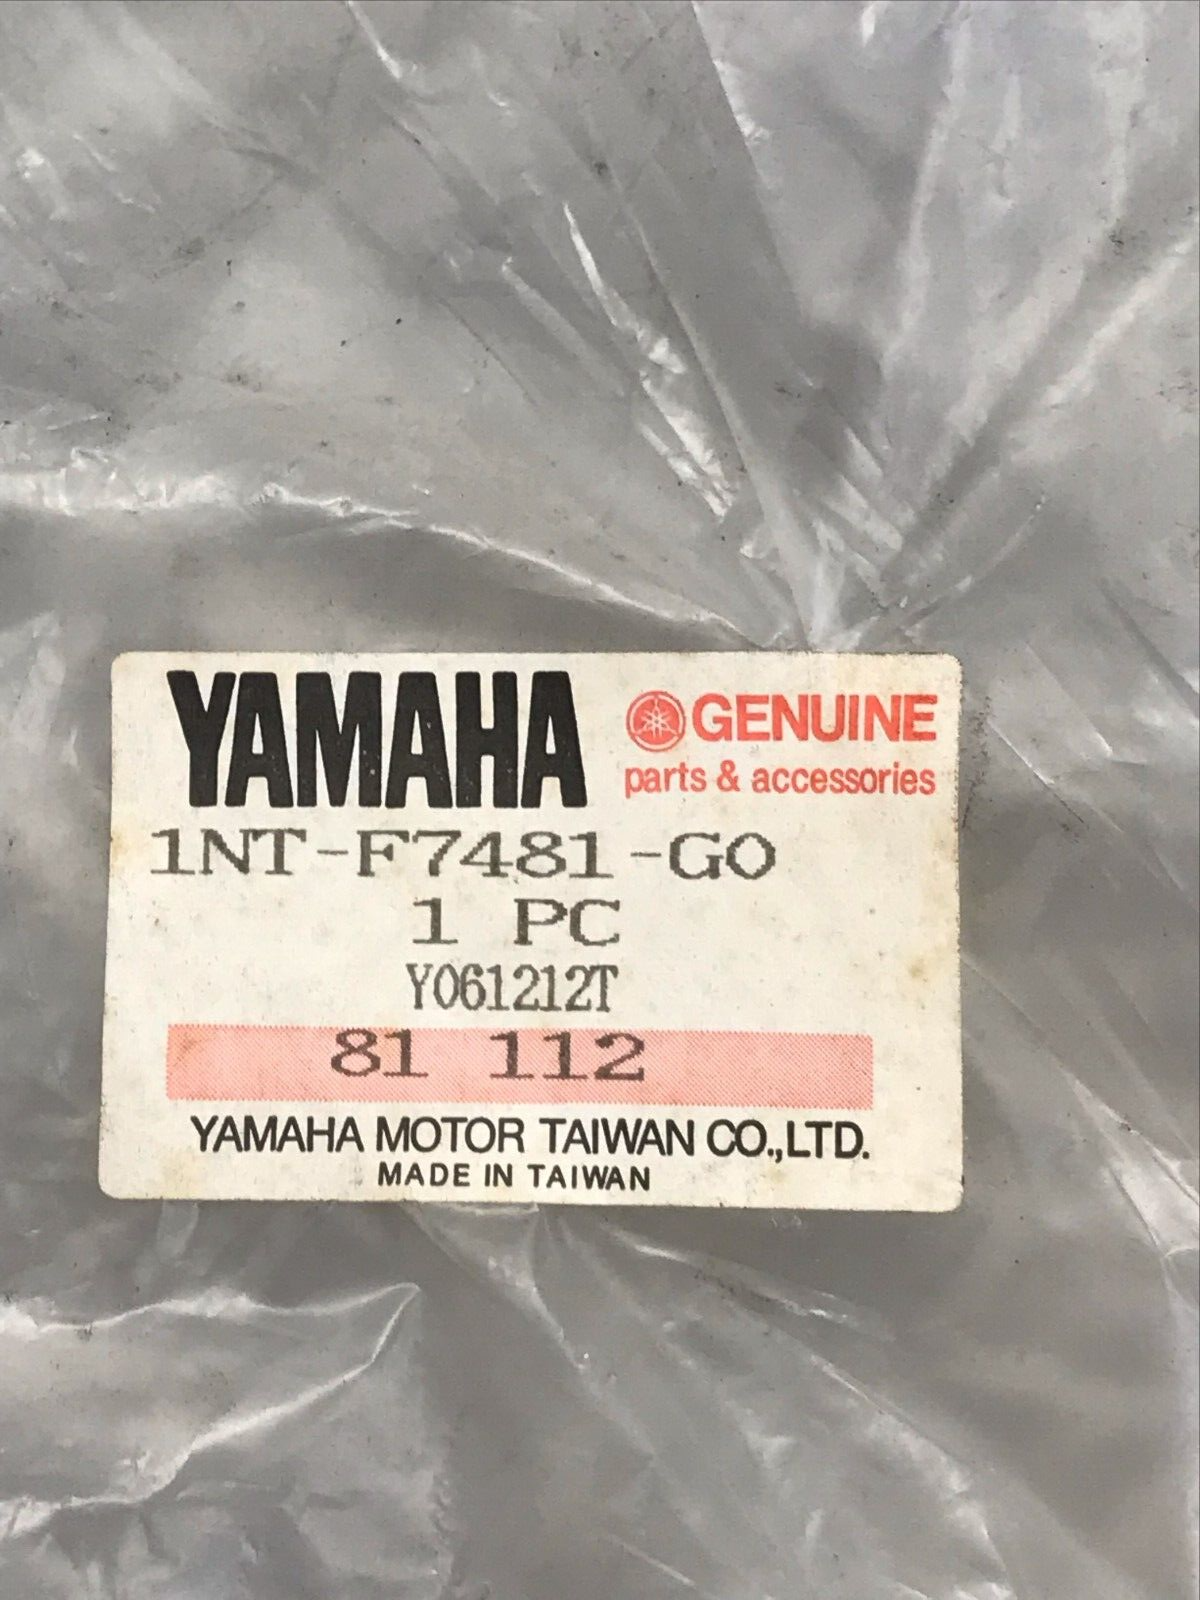 YAMAHA GENUINE
parts & accessories
1NT-F7481-G0
1 PC
Y061212T
81 112
YAMAHA MOTOR TAIWAN CO.,LTD.
MADE IN TAIWAN